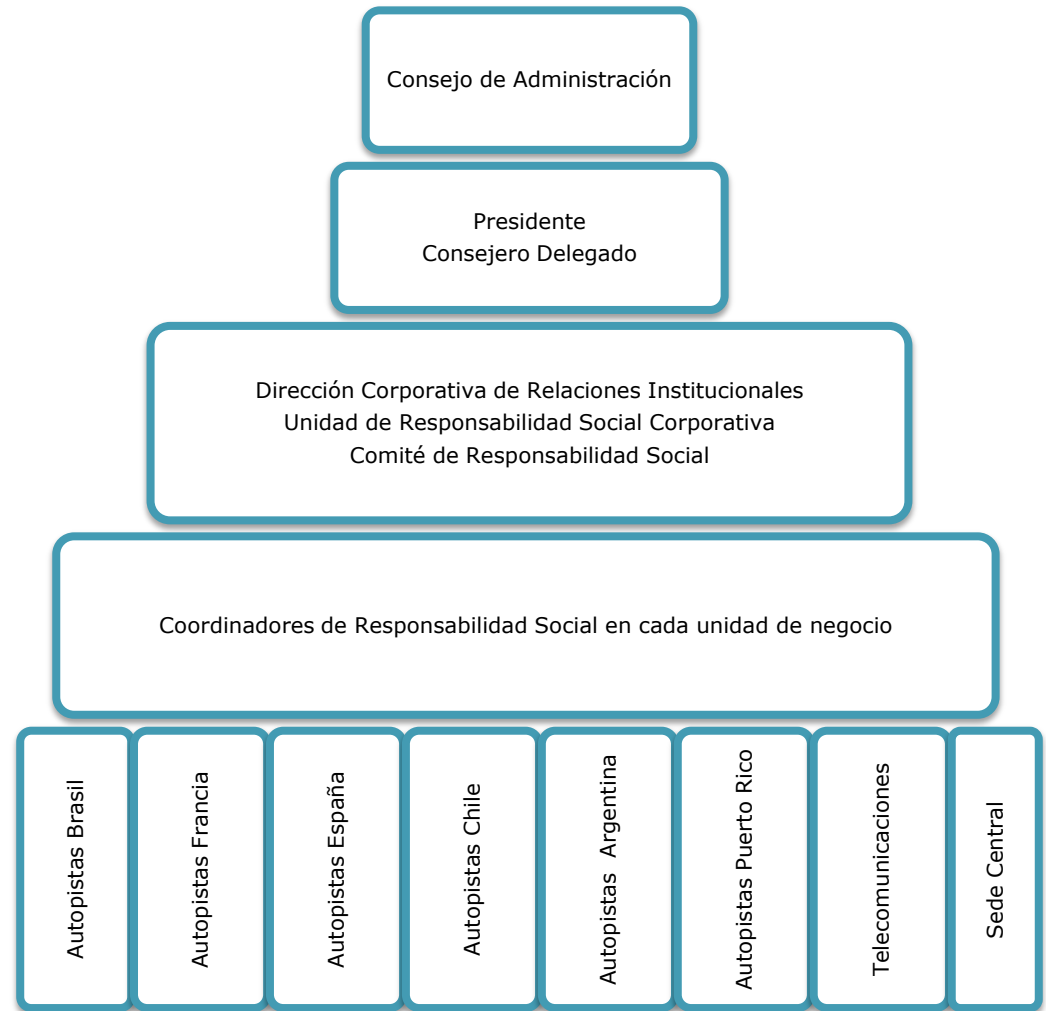 Consejo de Administración
Presidente
Consejero Delegado
Dirección Corporativa de Relaciones Institucionales
Unidad de Responsabilidad Social Corporativa
Comité de Responsabilidad Social
Coordinadores de Responsabilidad Social en cada unidad de negocio
Autopistas Brasil
Autopistas Francia
Autopistas España
Autopistas Chile
Autopistas Argentina
Autopistas Puerto Rico
Telecomunicaciones
Sede Central